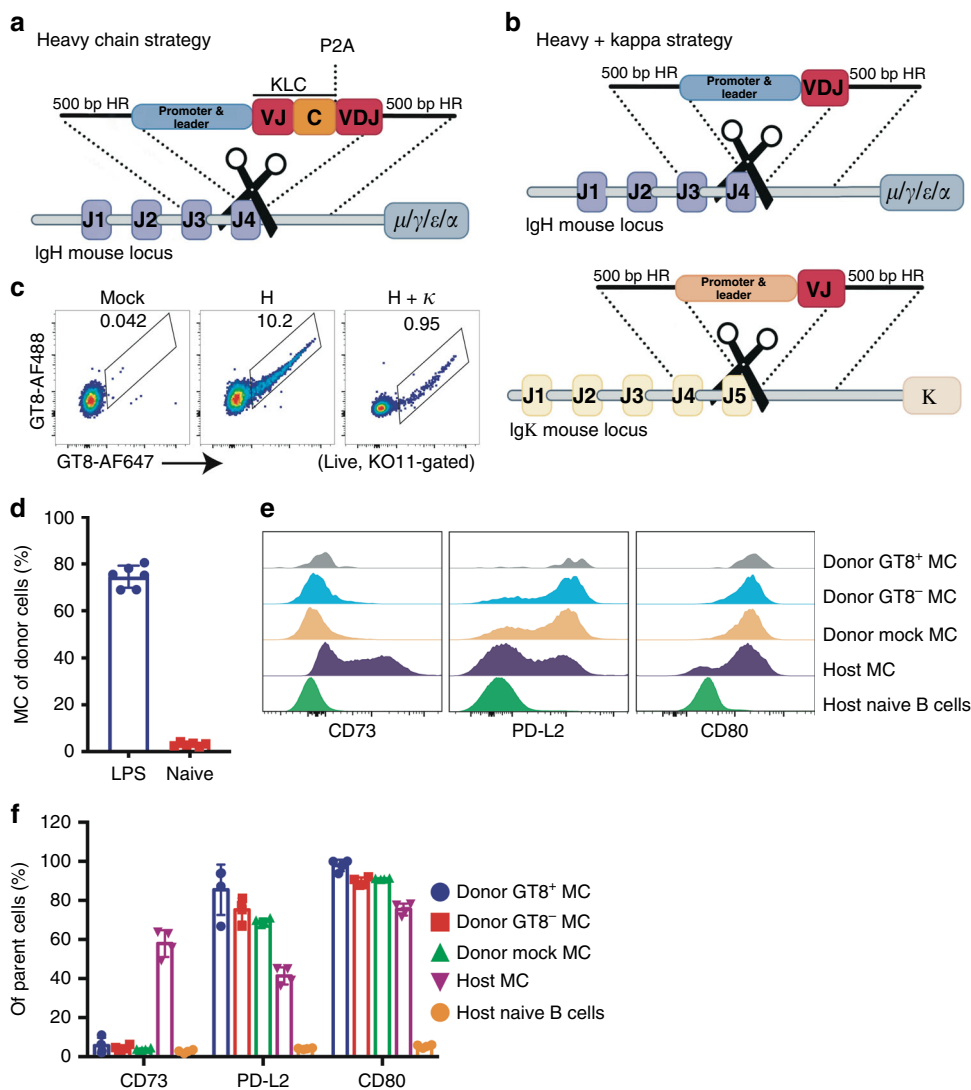 a
Heavy chain strategy
P2A
KLC
500 bp HR
Promoter & leader
VJ
C
VDJ
500 bp HR
J1
J2
J3
J4
μ/γ/ε/α
IgH mouse locus
b
Heavy + kappa strategy
500 bp HR
Promoter & leader
VDJ
500 bp HR
J1
J2
J3
J4
μ/γ/ε/α
IgH mouse locus
500 bp HR
Promoter & leader
VJ
500 bp HR
J1
J2
J3
J4
J5
K
IgK mouse locus
c
Mock
0.042
H
10.2
H + κ
0.95
GT8-AF488
GT8-AF647
(Live, KO11-gated)
d
MC of donor cells (%)
100
80
60
40
20
0
LPS
Naive
e
Donor GT8+ MC
Donor GT8− MC
Donor mock MC
Host MC
Host naive B cells
CD73
PD-L2
CD80
f
Of parent cells (%)
100
80
60
40
20
0
CD73
PD-L2
CD80
Donor GT8+ MC
Donor GT8− MC
Donor mock MC
Host MC
Host naive B cells